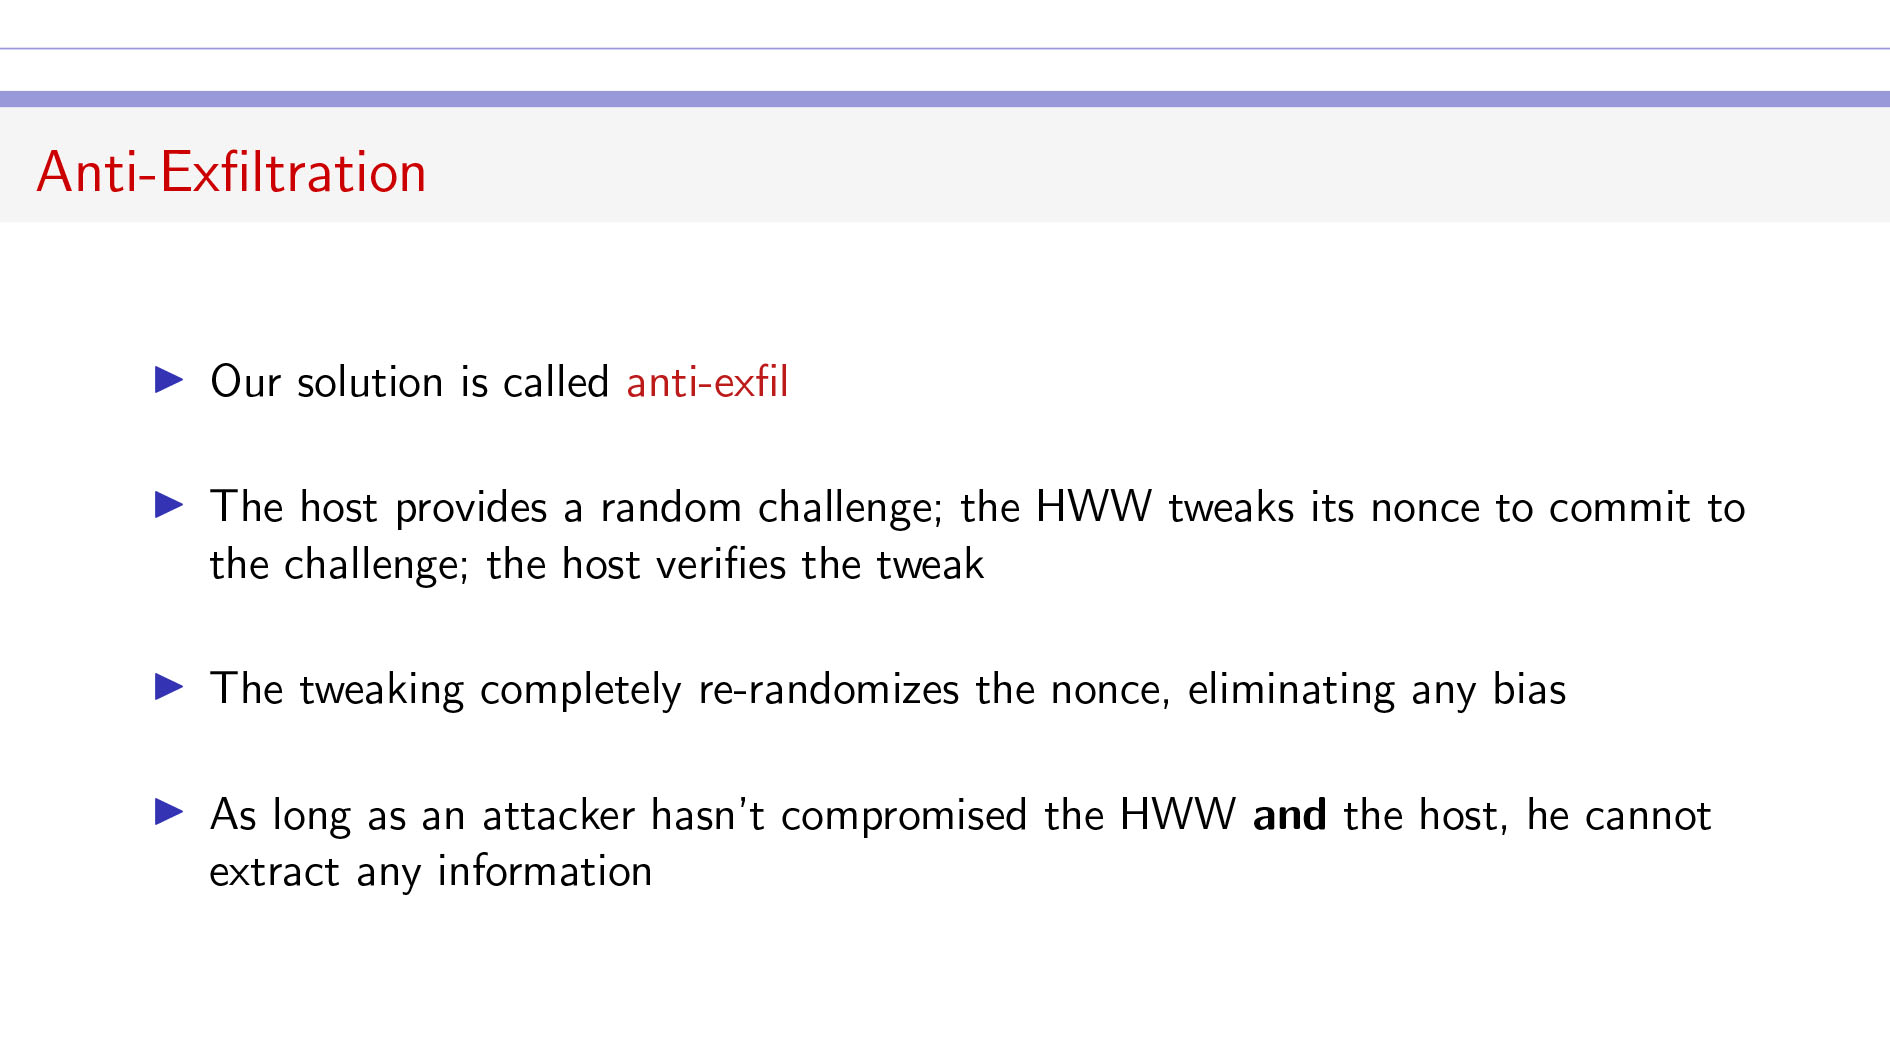 Anti-Exfiltration
Our solution is called anti-exfil
The host provides a random challenge; the HWW tweaks its nonce to commit to
the challenge; the host verifies the tweak
The tweaking completely re-randomizes the nonce, eliminating any bias
As long as an attacker hasn't compromised the HWW and the host, he cannot
extract any information